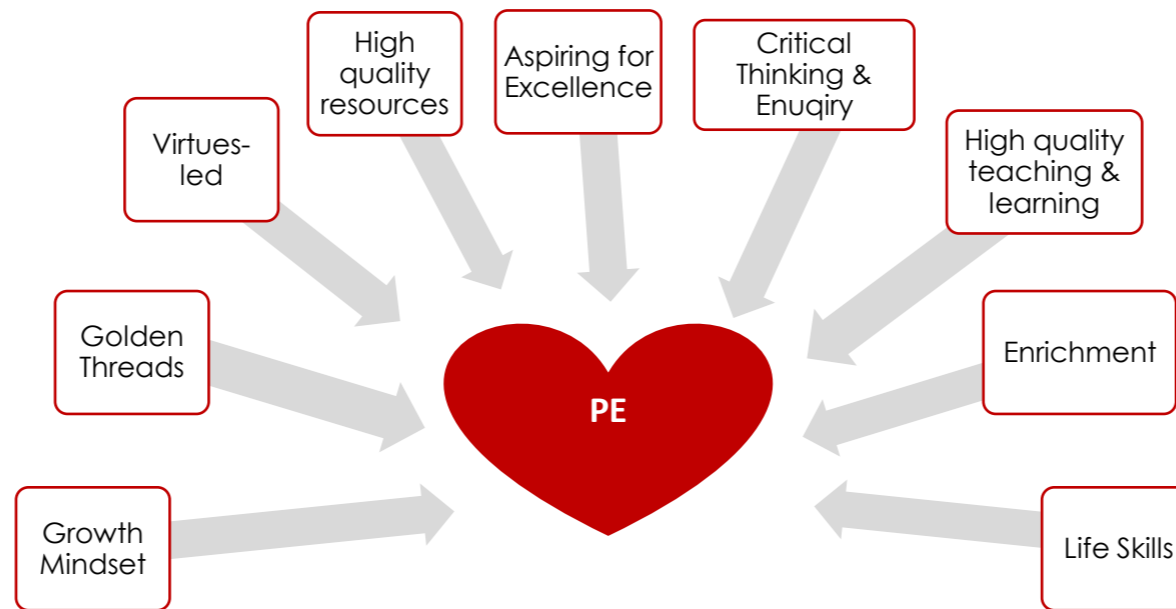 High
quality
resources
Aspiring for
Excellence
Critical
Thinking &
Enuqiry
Virtues-
led
High quality
teaching &
learning
Golden
Threads
Enrichment
PE
Growth
Mindset
Life Skills